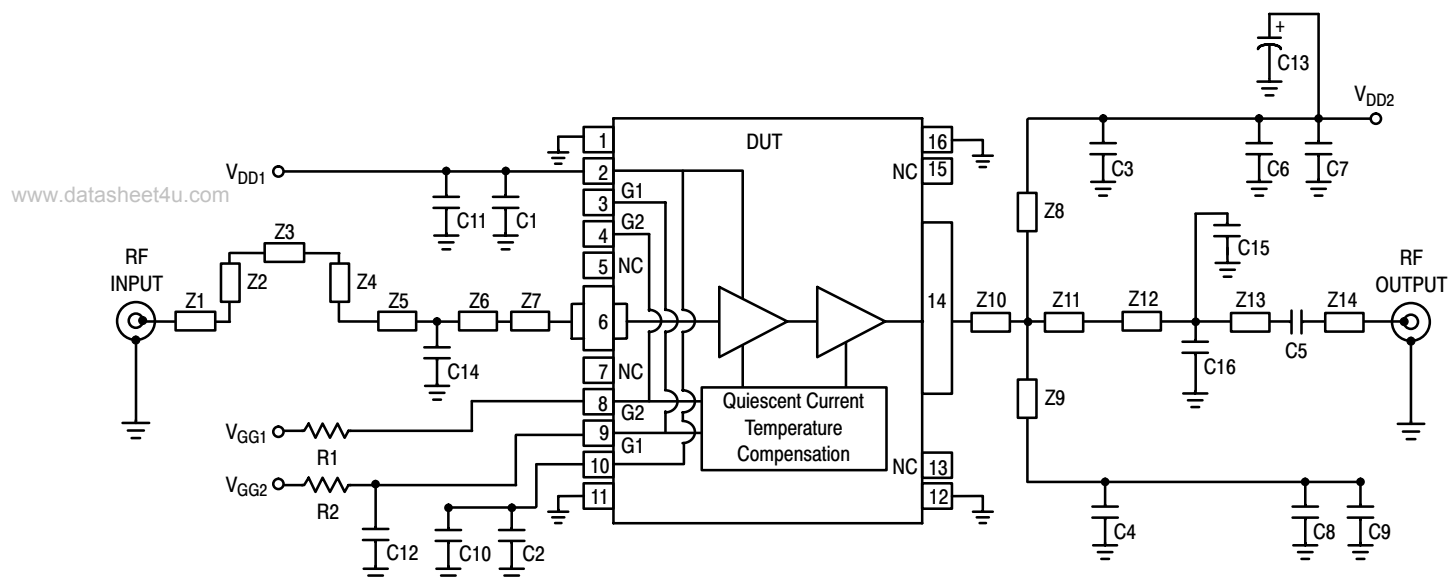 +
C13
V_DD2
DUT
1
16
V_DD1
2
NC
15
C3
C6
C7
www.datasheet4u.com
C11
C1
3
G1
4
G2
Z8
Z3
5
NC
C15
RF
INPUT
Z2
Z4
RF
OUTPUT
Z1
Z5
Z6
Z7
6
14
Z10
Z11
Z12
Z13
Z14
C14
C5
7
NC
C16
8
G2
Quiescent Current
Temperature
Compensation
Z9
V_GG1
R1
9
G1
10
NC
13
V_GG2
R2
11
12
C12
C10
C2
C4
C8
C9